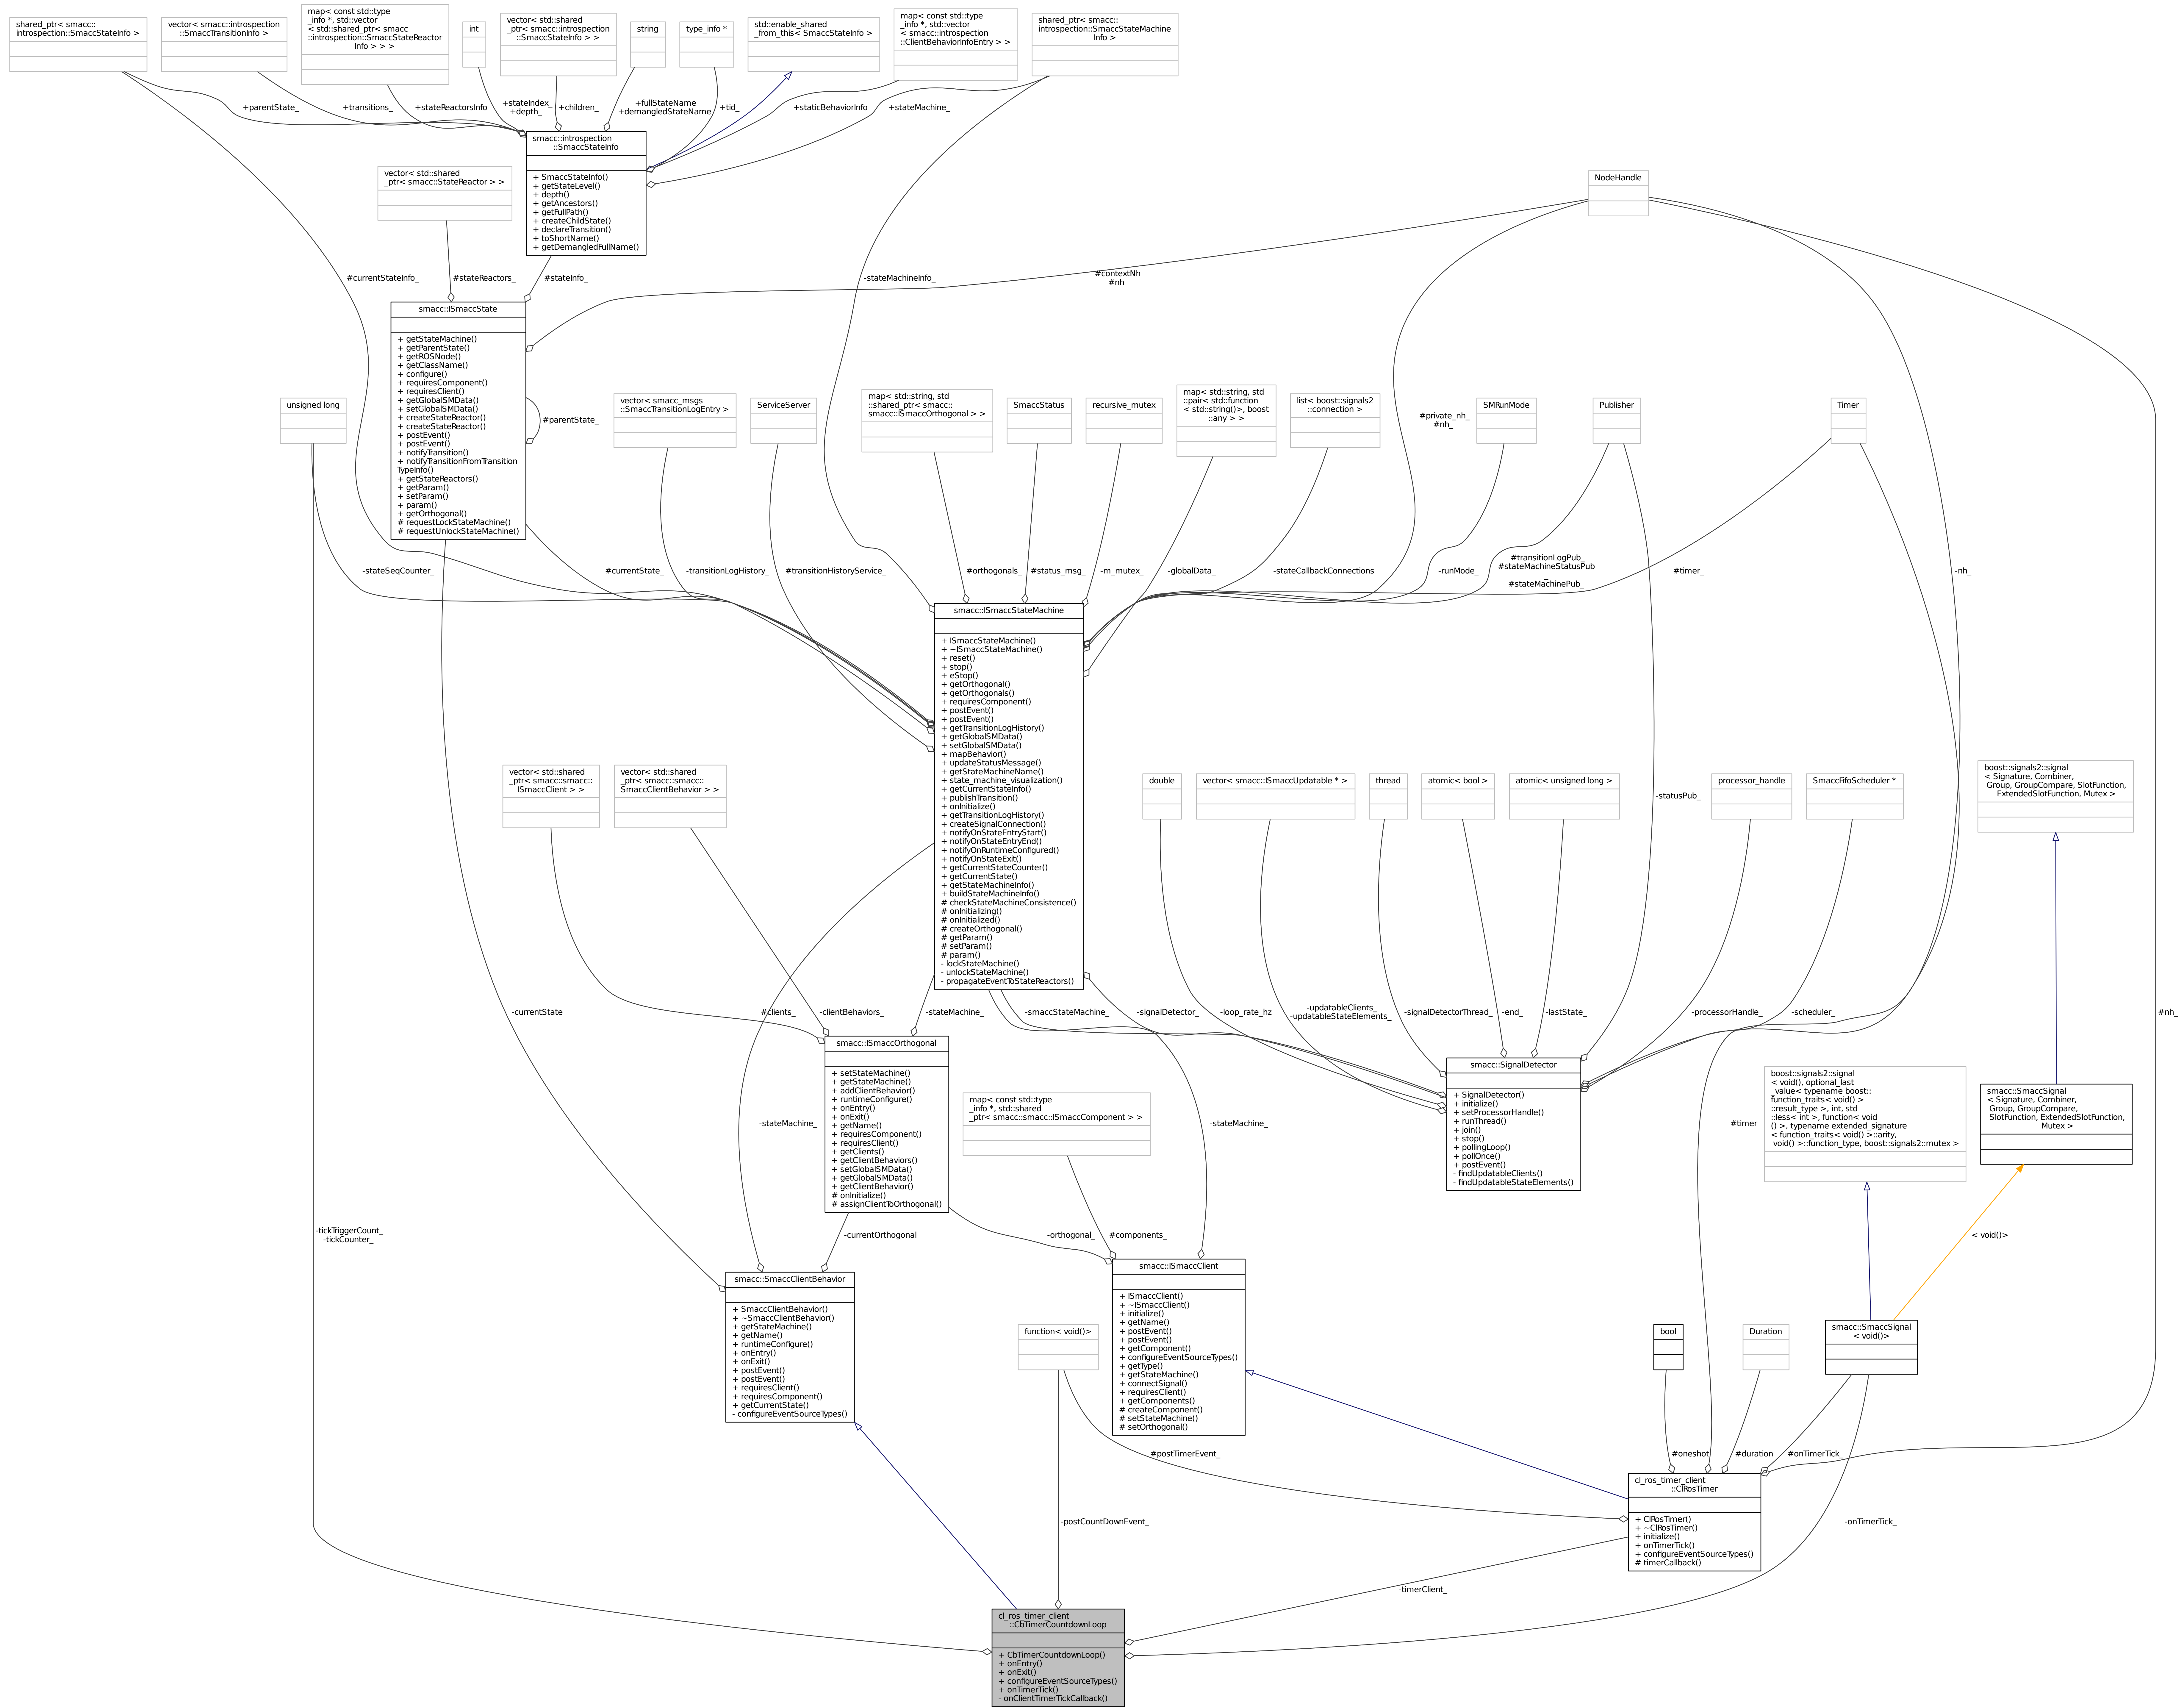 shared_ptr< smacc::
introspection::SmaccStateInfo >
vector< smacc::introspection
::SmaccTransitionInfo >
map< const std::type
_info *, std::vector
< std::shared_ptr< smacc
::introspection::SmaccStateReactor
Info > > >
int
vector< std::shared
_ptr< smacc::introspection
::SmaccStateInfo > >
string
type_info *
std::enable_shared
_from_this< SmaccStateInfo >
map< const std::type
_info *, std::vector
< smacc::introspection
::ClientBehaviorInfoEntry > >
shared_ptr< smacc::
introspection::SmaccStateMachine
Info >
+parentState_
+transitions_
+stateReactorsInfo
+stateIndex_
+depth_
+children_
+fullStateName
+demangledStateName
+tid_
+staticBehaviorInfo
+stateMachine_
smacc::introspection
::SmaccStateInfo
+ SmaccStateInfo()
+ getStateLevel()
+ depth()
+ getAncestors()
+ getFullPath()
+ createChildState()
+ declareTransition()
+ toShortName()
+ getDemangledFullName()
vector< std::shared
_ptr< smacc::StateReactor > >
NodeHandle
#currentStateInfo_
#stateReactors_
#stateInfo_
-stateMachineInfo_
#contextNh
#nh
smacc::ISmaccState
+ getStateMachine()
+ getParentState()
+ getROSNode()
+ getClassName()
+ configure()
+ requiresComponent()
+ requiresClient()
+ getGlobalSMData()
+ setGlobalSMData()
+ createStateReactor()
+ createStateReactor()
+ postEvent()
+ postEvent()
+ notifyTransition()
+ notifyTransitionFromTransition
TypeInfo()
+ getStateReactors()
+ getParam()
+ setParam()
+ param()
+ getOrthogonal()
# requestLockStateMachine()
# requestUnlockStateMachine()
#parentState_
unsigned long
vector< smacc_msgs
::SmaccTransitionLogEntry >
ServiceServer
map< std::string, std
::shared_ptr< smacc::
smacc::ISmaccOrthogonal > >
SmaccStatus
recursive_mutex
map< std::string, std
::pair< std::function
< std::string()>, boost
::any > >
list< boost::signals2
::connection >
#private_nh_
#nh_
SMRunMode
Publisher
Timer
-stateSeqCounter_
#currentState_
-transitionLogHistory_
#transitionHistoryService_
#orthogonals_
#status_msg_
-m_mutex_
-globalData_
-stateCallbackConnections
-runMode_
#transitionLogPub_
#stateMachineStatusPub
_
#stateMachinePub_
#timer_
-nh_
smacc::ISmaccStateMachine
+ ISmaccStateMachine()
+ ~ISmaccStateMachine()
+ reset()
+ stop()
+ eStop()
+ getOrthogonal()
+ getOrthogonals()
+ requiresComponent()
+ postEvent()
+ postEvent()
+ getTransitionLogHistory()
+ getGlobalSMData()
+ setGlobalSMData()
+ mapBehavior()
+ updateStatusMessage()
+ getStateMachineName()
+ state_machine_visualization()
+ getCurrentStateInfo()
+ publishTransition()
+ onInitialize()
+ getTransitionLogHistory()
+ createSignalConnection()
+ notifyOnStateEntryStart()
+ notifyOnStateEntryEnd()
+ notifyOnRuntimeConfigured()
+ notifyOnStateExit()
+ getCurrentStateCounter()
+ getCurrentState()
+ getStateMachineInfo()
+ buildStateMachineInfo()
# checkStateMachineConsistence()
# onInitializing()
# onInitialized()
# createOrthogonal()
# getParam()
# setParam()
# param()
- lockStateMachine()
- unlockStateMachine()
- propagateEventToStateReactors()
vector< std::shared
_ptr< smacc::smacc::
ISmaccClient > >
vector< std::shared
_ptr< smacc::smacc::
SmaccClientBehavior > >
double
vector< smacc::ISmaccUpdatable * >
thread
atomic< bool >
atomic< unsigned long >
-statusPub_
processor_handle
SmaccFifoScheduler *
boost::signals2::signal
< Signature, Combiner,
Group, GroupCompare, SlotFunction,
ExtendedSlotFunction, Mutex >
-currentState
#clients_
-clientBehaviors_
-stateMachine_
-smaccStateMachine_
-signalDetector_
-loop_rate_hz
-updatableClients_
-updatableStateElements_
-signalDetectorThread_
-end_
-lastState_
-processorHandle_
-scheduler_
#nh_
smacc::ISmaccOrthogonal
+ setStateMachine()
+ getStateMachine()
+ addClientBehavior()
+ runtimeConfigure()
+ onEntry()
+ onExit()
+ getName()
+ requiresComponent()
+ requiresClient()
+ getClients()
+ getClientBehaviors()
+ setGlobalSMData()
+ getGlobalSMData()
+ getClientBehavior()
# onInitialize()
# assignClientToOrthogonal()
smacc::SignalDetector
+ SignalDetector()
+ initialize()
+ setProcessorHandle()
+ runThread()
+ join()
+ stop()
+ pollingLoop()
+ pollOnce()
+ postEvent()
- findUpdatableClients()
- findUpdatableStateElements()
map< const std::type
_info *, std::shared
_ptr< smacc::smacc::ISmaccComponent > >
-stateMachine_
-stateMachine_
#timer
boost::signals2::signal
< void(), optional_last
_value< typename boost::
function_traits< void() >
::result_type >, int, std
::less< int >, function< void
() >, typename extended_signature
< function_traits< void() >::arity,
void() >::function_type, boost::signals2::mutex >
smacc::SmaccSignal
< Signature, Combiner,
Group, GroupCompare,
SlotFunction, ExtendedSlotFunction,
Mutex >
-tickTriggerCount_
-tickCounter_
-currentOrthogonal
-orthogonal_
#components_
< void()>
smacc::SmaccClientBehavior
+ SmaccClientBehavior()
+ ~SmaccClientBehavior()
+ getStateMachine()
+ getName()
+ runtimeConfigure()
+ onEntry()
+ onExit()
+ postEvent()
+ postEvent()
+ requiresClient()
+ requiresComponent()
+ getCurrentState()
- configureEventSourceTypes()
function< void()>
smacc::ISmaccClient
+ ISmaccClient()
+ ~ISmaccClient()
+ initialize()
+ getName()
+ postEvent()
+ postEvent()
+ getComponent()
+ configureEventSourceTypes()
+ getType()
+ getStateMachine()
+ connectSignal()
+ requiresClient()
+ getComponents()
# createComponent()
# setStateMachine()
# setOrthogonal()
bool
Duration
smacc::SmaccSignal
< void()>
#postTimerEvent_
#oneshot
#duration
#onTimerTick_
cl_ros_timer_client
::ClRosTimer
+ ClRosTimer()
+ ~ClRosTimer()
+ initialize()
+ onTimerTick()
+ configureEventSourceTypes()
# timerCallback()
-postCountDownEvent_
-onTimerTick_
-timerClient_
cl_ros_timer_client
::CbTimerCountdownLoop
+ CbTimerCountdownLoop()
+ onEntry()
+ onExit()
+ configureEventSourceTypes()
+ onTimerTick()
- onClientTimerTickCallback()